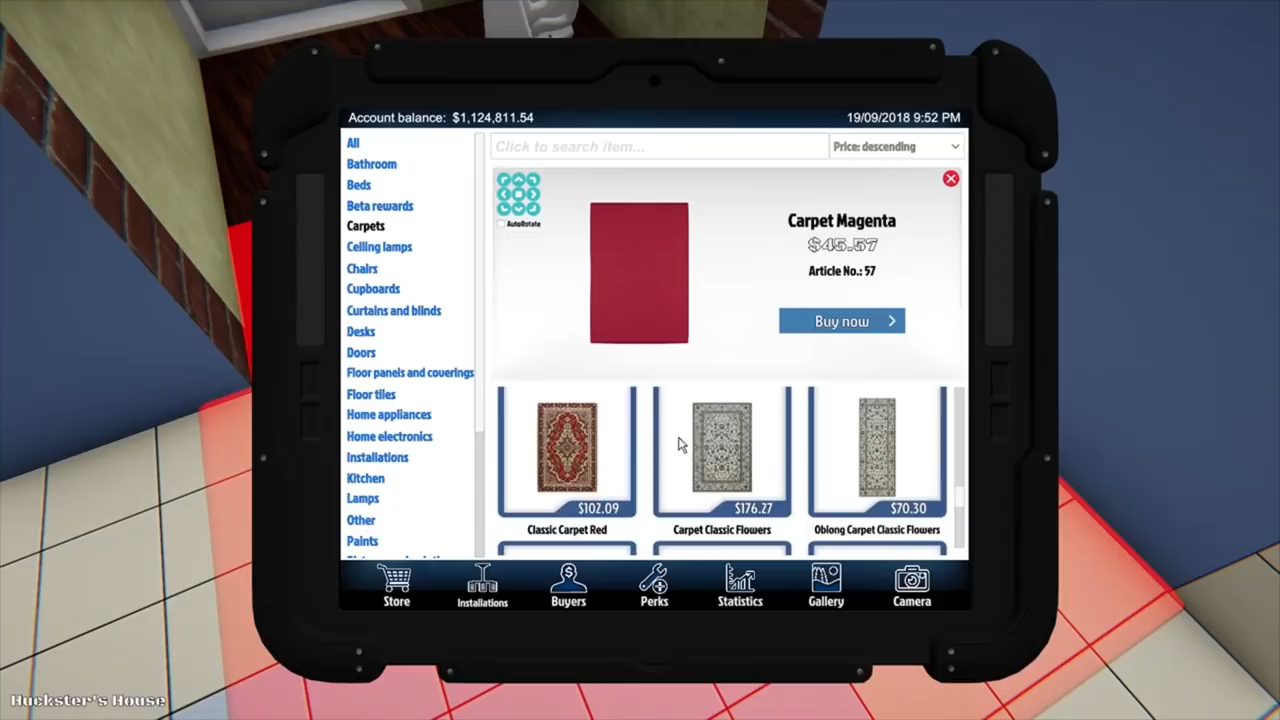 Account balance: $1,124,811.54
19/09/2018 9:52 PM
All
Bathroom
Beds
Beta rewards
Carpets
Ceiling lamps
Chairs
Cupboards
Curtains and blinds
Desks
Doors
Floor panels and coverings
Floor tiles
Home appliances
Home electronics
Installations
Kitchen
Lamps
Other
Paints
Click to search item...
Price: descending
AutoRotate
Carpet Magenta
$45.57
Article No.: 57
Buy now
$102.09
$176.27
$70.30
Classic Carpet Red
Carpet Classic Flowers
Oblong Carpet Classic Flowers
Store
Installations
Buyers
Perks
Statistics
Gallery
Camera
Huckster's House